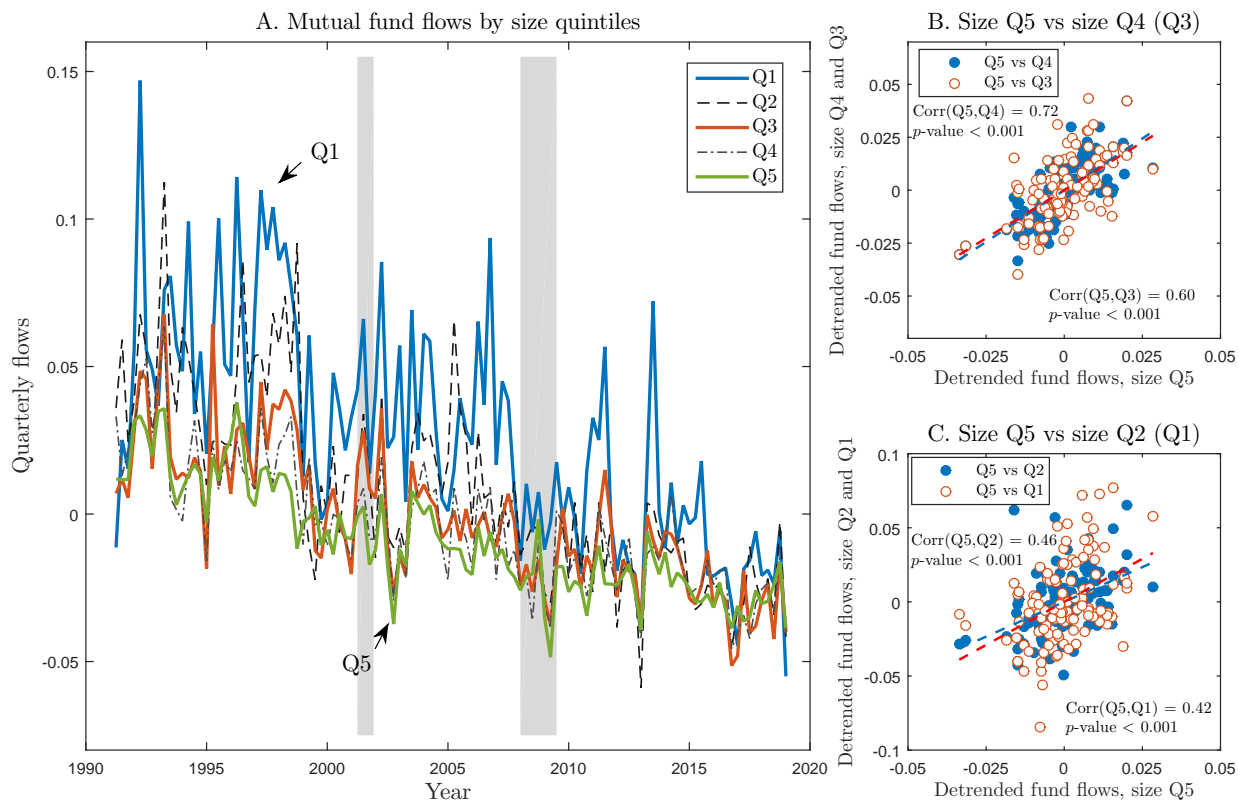 A. Mutual fund flows by size quintiles
0.15
0.1
0.05
0
-0.05
Quarterly flows
1990
1995
2000
2005
2010
2015
2020
Year
Q1
Q2
Q3
Q4
Q5
Q1
Q5
B. Size Q5 vs size Q4 (Q3)
Detrended fund flows, size Q4 and Q3
0.05
0.025
0
-0.025
-0.05
Q5 vs Q4
Q5 vs Q3
Corr(Q5,Q4) = 0.72
p-value < 0.001
Corr(Q5,Q3) = 0.60
p-value < 0.001
-0.05
-0.025
0
0.025
0.05
Detrended fund flows, size Q5
C. Size Q5 vs size Q2 (Q1)
Detrended fund flows, size Q2 and Q1
0.1
0.05
0
-0.05
-0.1
Q5 vs Q2
Q5 vs Q1
Corr(Q5,Q2) = 0.46
p-value < 0.001
Corr(Q5,Q1) = 0.42
p-value < 0.001
-0.05
-0.025
0
0.025
0.05
Detrended fund flows, size Q5